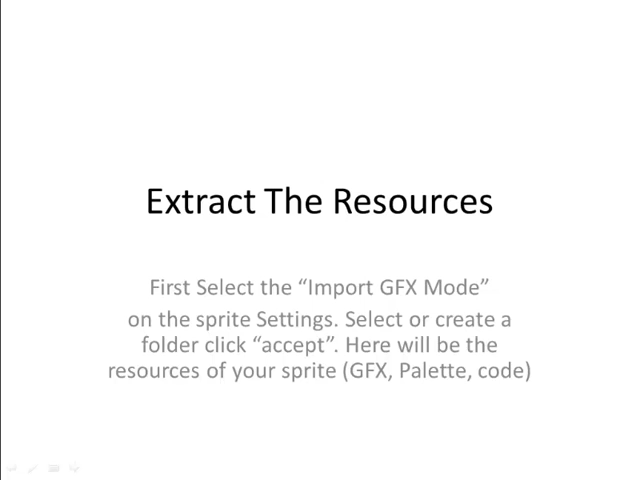 Extract The Resources
First Select the “Import GFX Mode”
on the sprite Settings. Select or create a
folder click “accept”. Here will be the
resources of your sprite (GFX, Palette, code)